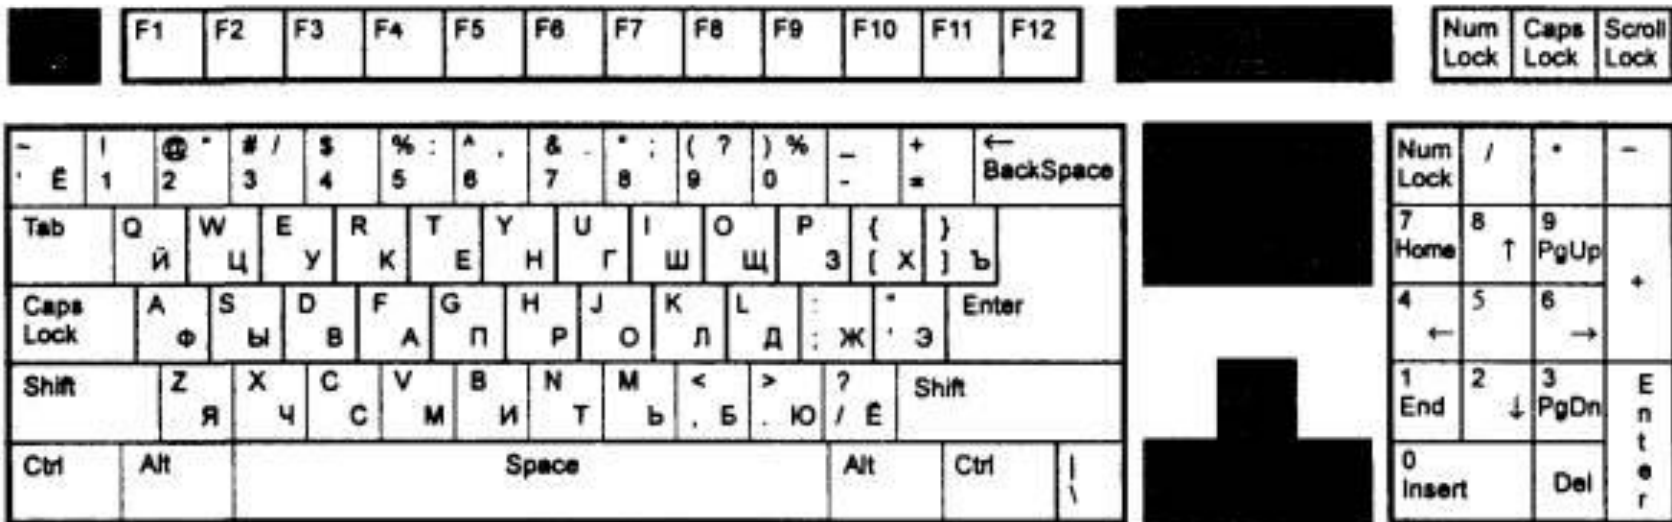 F1 F2 F3 F4 F5 F6 F7 F8 F9 F10 F11 F12 Num Lock Caps Lock Scroll Lock
~ ' Ё ! 1 @ " 2 # / 3 $ 4 % : 5 ^ , 6 & . 7 * ; 8 ( ? 9 ) % 0 _ - + = ← BackSpace Num Lock / * –
Tab Q Й W Ц E У R К T Е Y Н U Г I Ш O Щ P З { [ Х } ] Ъ 7 Home 8 ↑ 9 PgUp +
Caps Lock A Ф S Ы D В F А G П H Р J О K Л L Д : ; Ж " ' Э Enter 4 ← 5 6 →
Shift Z Я X Ч C С V М B И N Т M Ь < , Б > . Ю ? / Ё Shift 1 End 2 ↓ 3 PgDn Enter
Ctrl Alt Space Alt Ctrl | \ 0 Insert Del